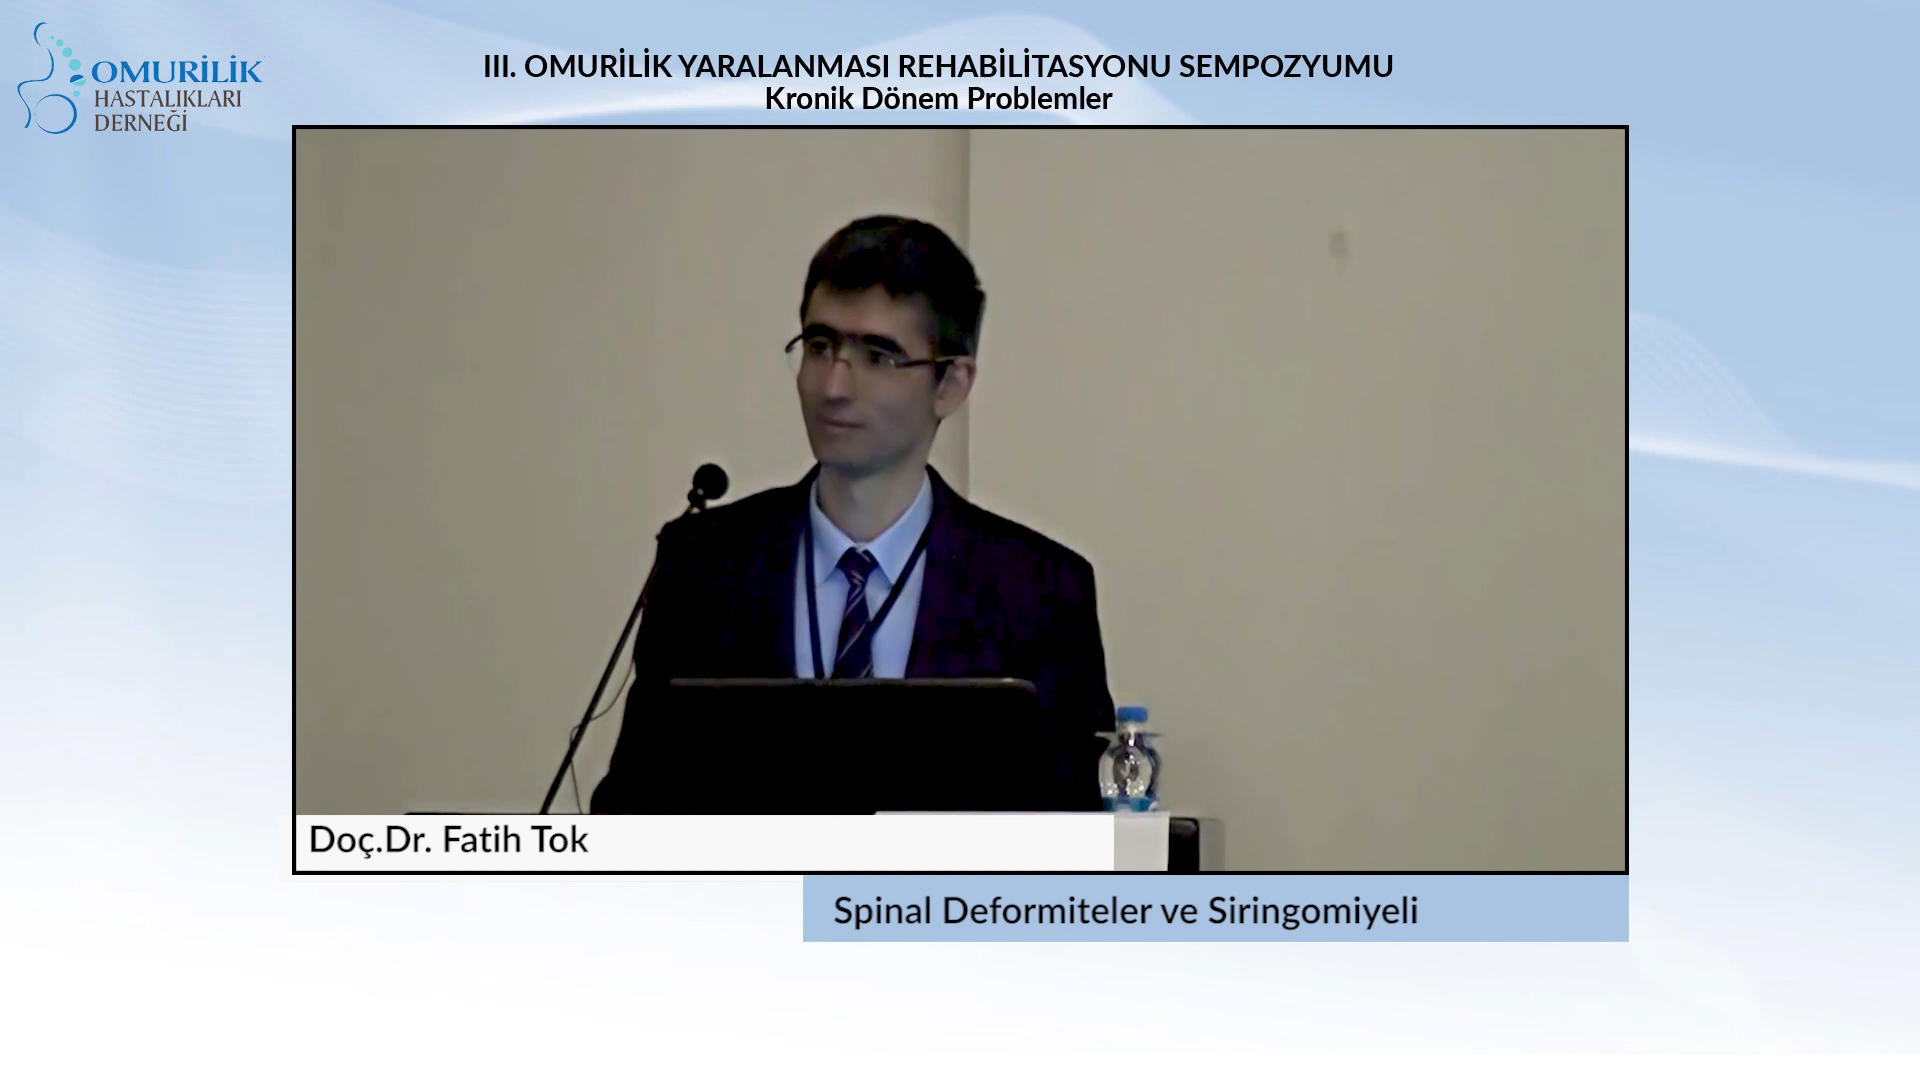 OMURİLİK
HASTALIKLARI
DERNEĞİ
III. OMURİLİK YARALANMASI REHABİLİTASYONU SEMPOZYUMU
Kronik Dönem Problemler
Doç.Dr. Fatih Tok
Spinal Deformiteler ve Siringomiyeli